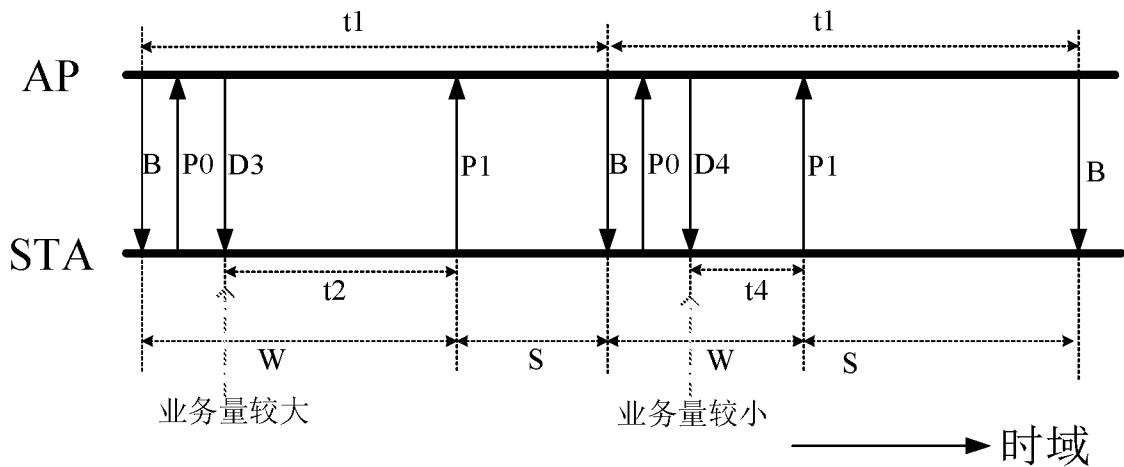 t1 t1
AP
B P0 D3 P1 B P0 D4 P1 B
STA
t2 t4
W S W S
业务量较大 业务量较小
时域